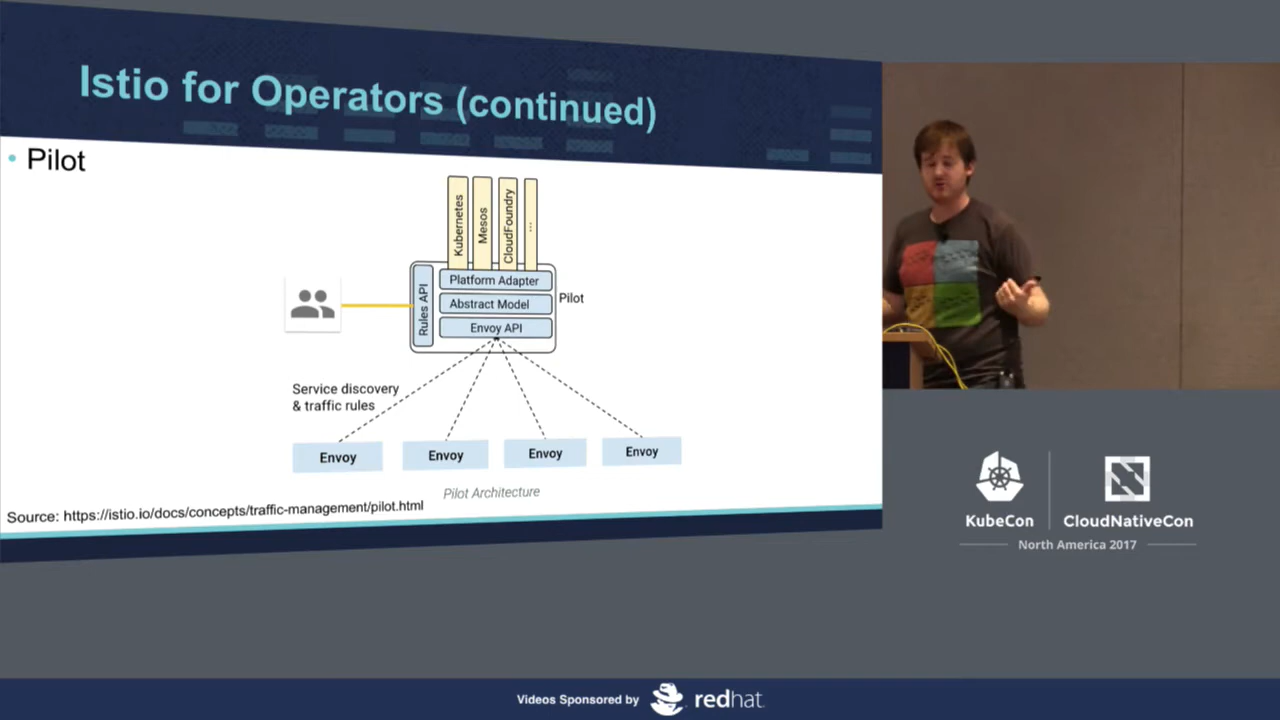 Istio for Operators (continued)
• Pilot
Kubernetes
Mesos
CloudFoundry
...
Rules API
Platform Adapter
Abstract Model
Envoy API
Pilot
Service discovery
& traffic rules
Envoy
Envoy
Envoy
Envoy
Pilot Architecture
Source: https://istio.io/docs/concepts/traffic-management/pilot.html
KubeCon
CloudNativeCon
North America 2017
Videos Sponsored by
redhat.